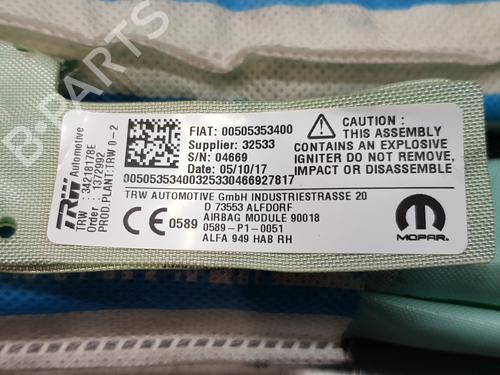 TRW Automotive
TRW : 34218178E
Order : 1372992
PROD.PLANT:TRW 0-2
FIAT: 00505353400
Supplier: 32533
S/N: 04669
Date: 05/10/17
00505353400325330466927817
CAUTION :
THIS ASSEMBLY
CONTAINS AN EXPLOSIVE
IGNITER DO NOT REMOVE,
IMPACT OR DISASSEMBLE
TRW AUTOMOTIVE GmbH INDUSTRIESTRASSE 20
D 73553 ALFDORF
AIRBAG MODULE 90018
CE 0589 0589-P1-0051
ALFA 949 HAB RH
MOPAR
B-PARTS